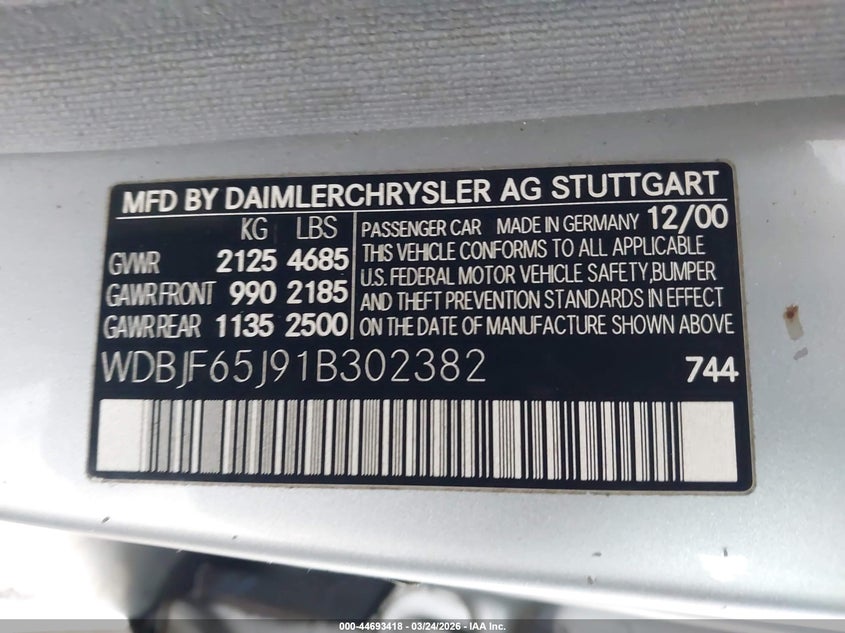 MFD BY DAIMLERCHRYSLER AG STUTTGART
KG LBS
GVWR 2125 4685
GAWR FRONT 990 2185
GAWR REAR 1135 2500
PASSENGER CAR MADE IN GERMANY 12/00
THIS VEHICLE CONFORMS TO ALL APPLICABLE
U.S. FEDERAL MOTOR VEHICLE SAFETY,BUMPER
AND THEFT PREVENTION STANDARDS IN EFFECT
ON THE DATE OF MANUFACTURE SHOWN ABOVE.
WDBJF65J91B302382 744
000-44693418 - 03/24/2026 - IAA Inc.